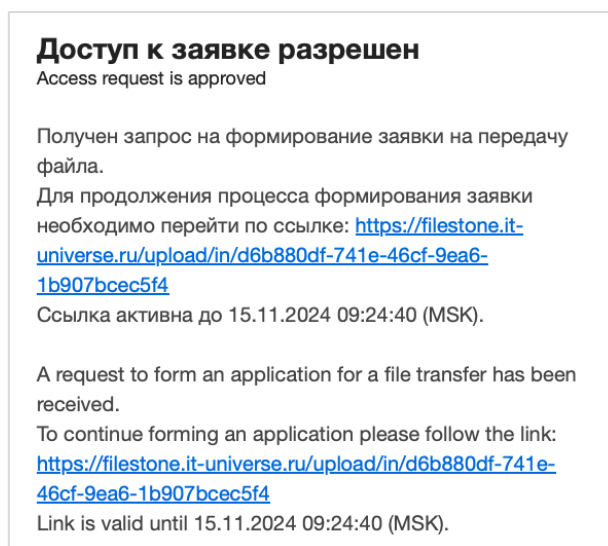 Доступ к заявке разрешен
Access request is approved
Получен запрос на формирование заявки на передачу
файла.
Для продолжения процесса формирования заявки
необходимо перейти по ссылке: https://filestone.it-
universe.ru/upload/in/d6b880df-741e-46cf-9ea6-
1b907bcec5f4
Ссылка активна до 15.11.2024 09:24:40 (MSK).
A request to form an application for a file transfer has been
received.
To continue forming an application please follow the link:
https://filestone.it-universe.ru/upload/in/d6b880df-741e-
46cf-9ea6-1b907bcec5f4
Link is valid until 15.11.2024 09:24:40 (MSK).